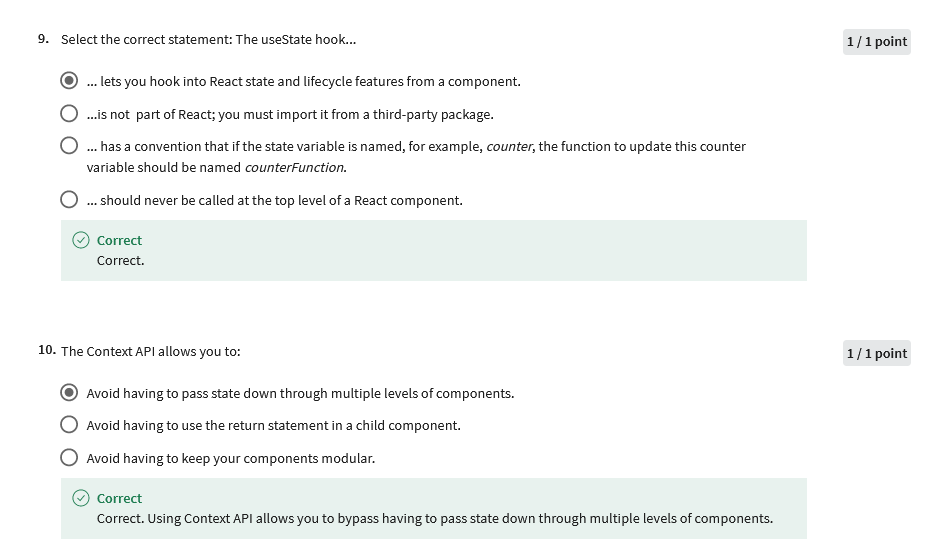 9. Select the correct statement: The useState hook...
1 / 1 point
... lets you hook into React state and lifecycle features from a component.
...is not part of React; you must import it from a third-party package.
... has a convention that if the state variable is named, for example, counter, the function to update this counter
variable should be named counterFunction.
... should never be called at the top level of a React component.
Correct
Correct.
10. The Context API allows you to:
1 / 1 point
Avoid having to pass state down through multiple levels of components.
Avoid having to use the return statement in a child component.
Avoid having to keep your components modular.
Correct
Correct. Using Context API allows you to bypass having to pass state down through multiple levels of components.